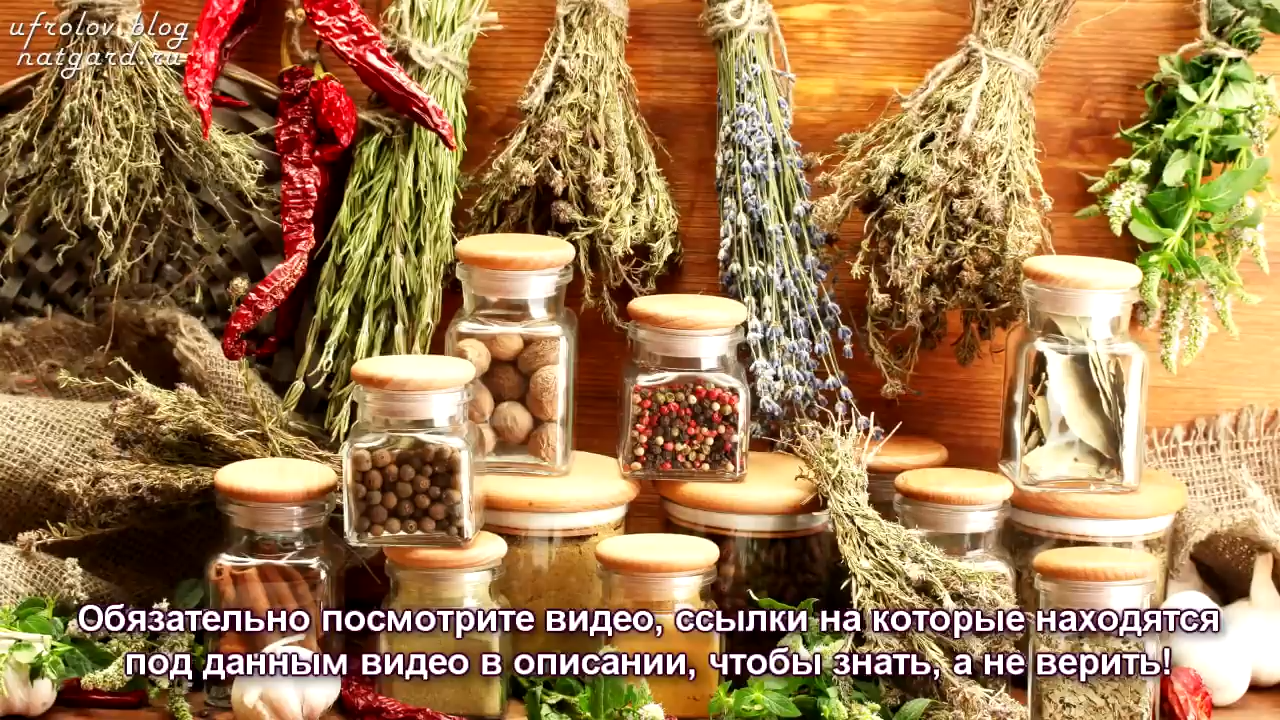 ufrolov.blog
natgard.ru
Обязательно посмотрите видео, ссылки на которые находятся
под данным видео в описании, чтобы знать, а не верить!